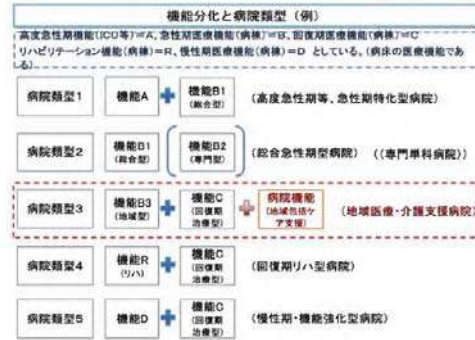 機能分化と病院類型(例)
高度急性期機能(ICU等)=A、急性期医療機能(病棟)=B、回復期医療機能(病棟)=C
リハビリテーション機能(病棟)=R、慢性期医療機能(病棟)=D としている。(病床の医療機能である)
病院類型1 機能A + 機能B1 (総合型) (高度急性期等、急性期特化型病院)
病院類型2 機能B1 (総合型) 機能B2 (専門型) (総合急性期型病院) ((専門単科病院))
病院類型3 機能B3 (地域型) + 機能C (回復期治療型) + 病院機能 (地域包括ケア支援) (地域医療・介護支援病院)
病院類型4 機能R (リハ) + 機能C (回復期治療型) (回復期リハ型病院)
病院類型5 機能D + 機能C (回復期治療型) (慢性期・機能強化型病院)